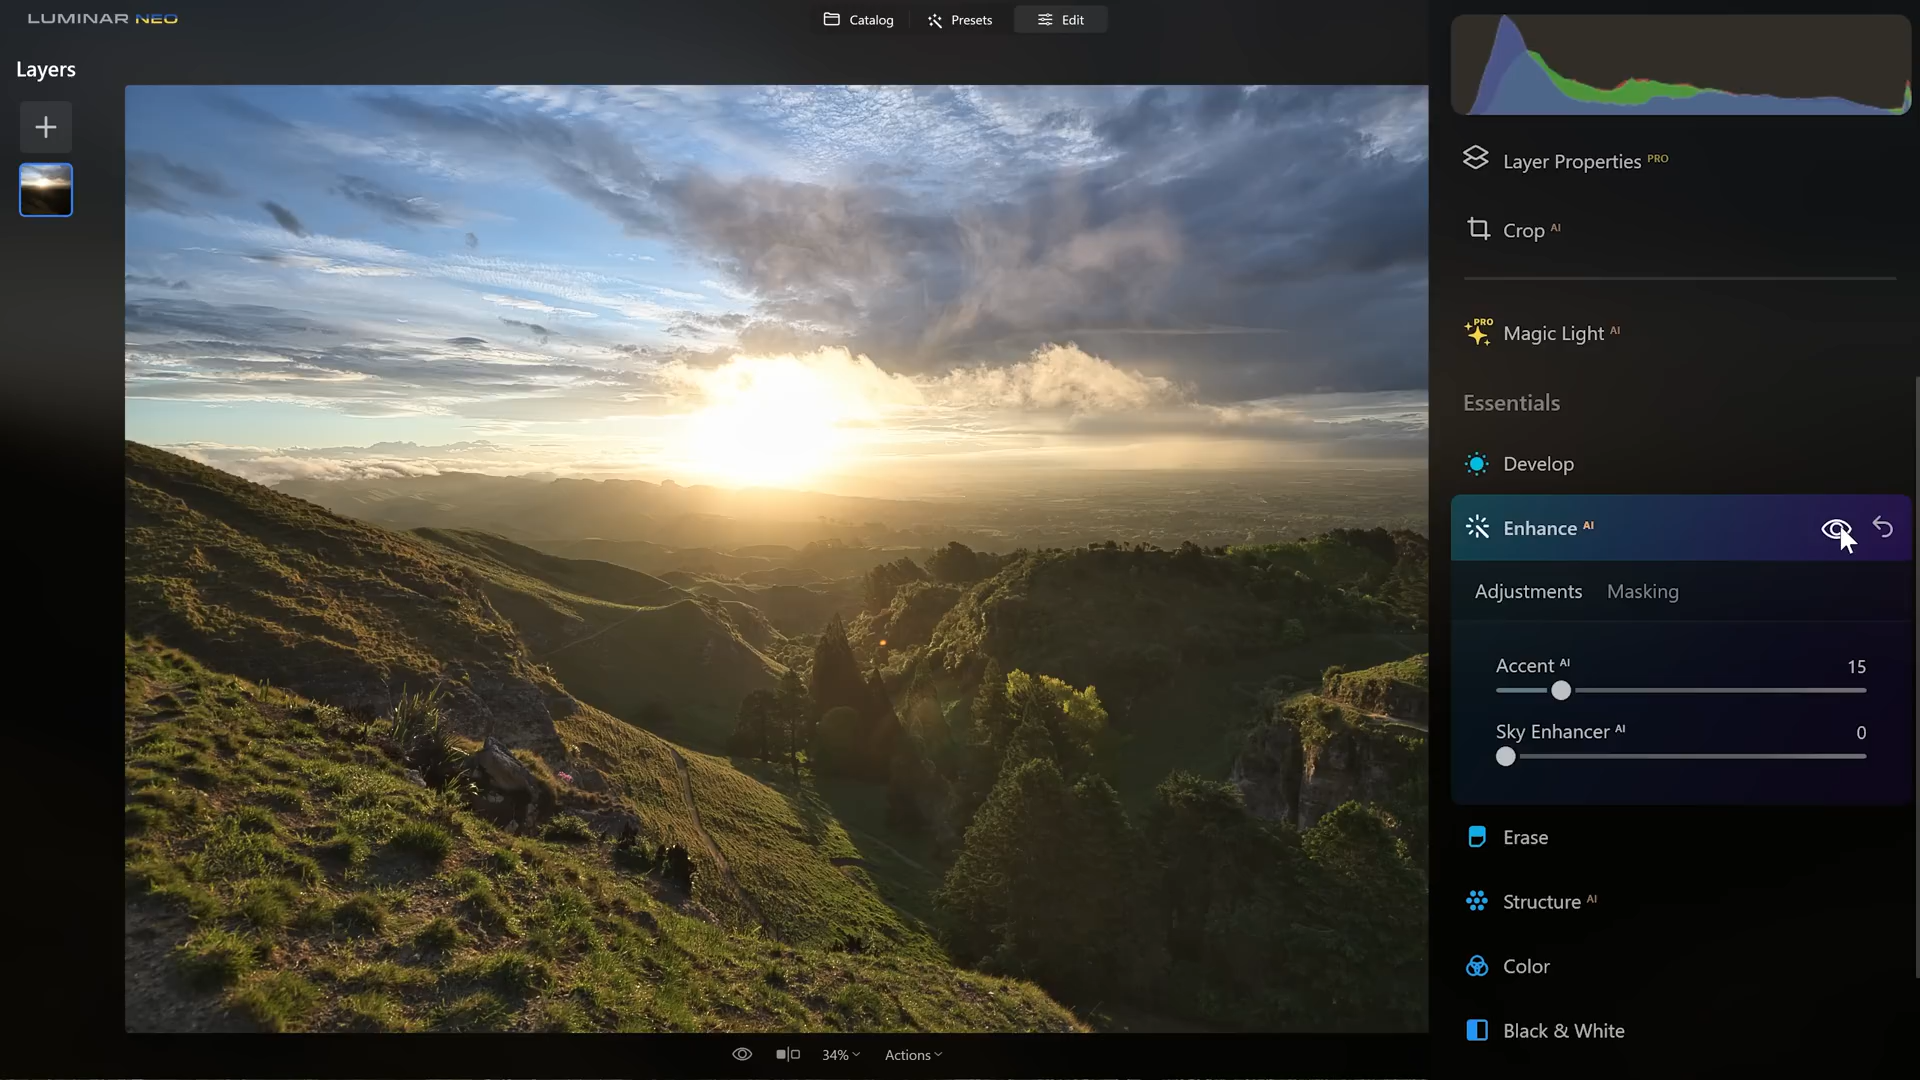 LUMINAR NEO
Catalog
Presets
Edit
Layers
Layer Properties PRO
Crop AI
PRO
Magic Light AI
Essentials
Develop
Enhance AI
Adjustments Masking
Accent AI 15
Sky Enhancer AI 0
Erase
Structure AI
Color
Black & White
34% Actions